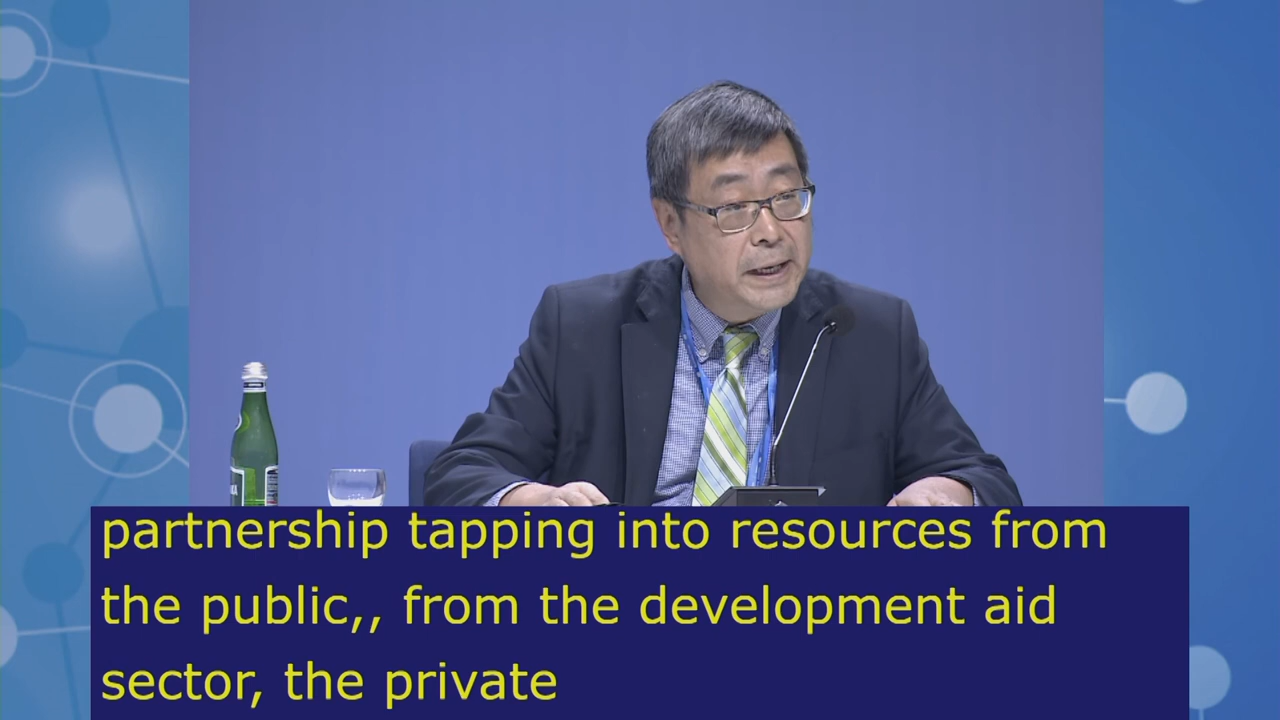 partnership tapping into resources from
the public,, from the development aid
sector, the private